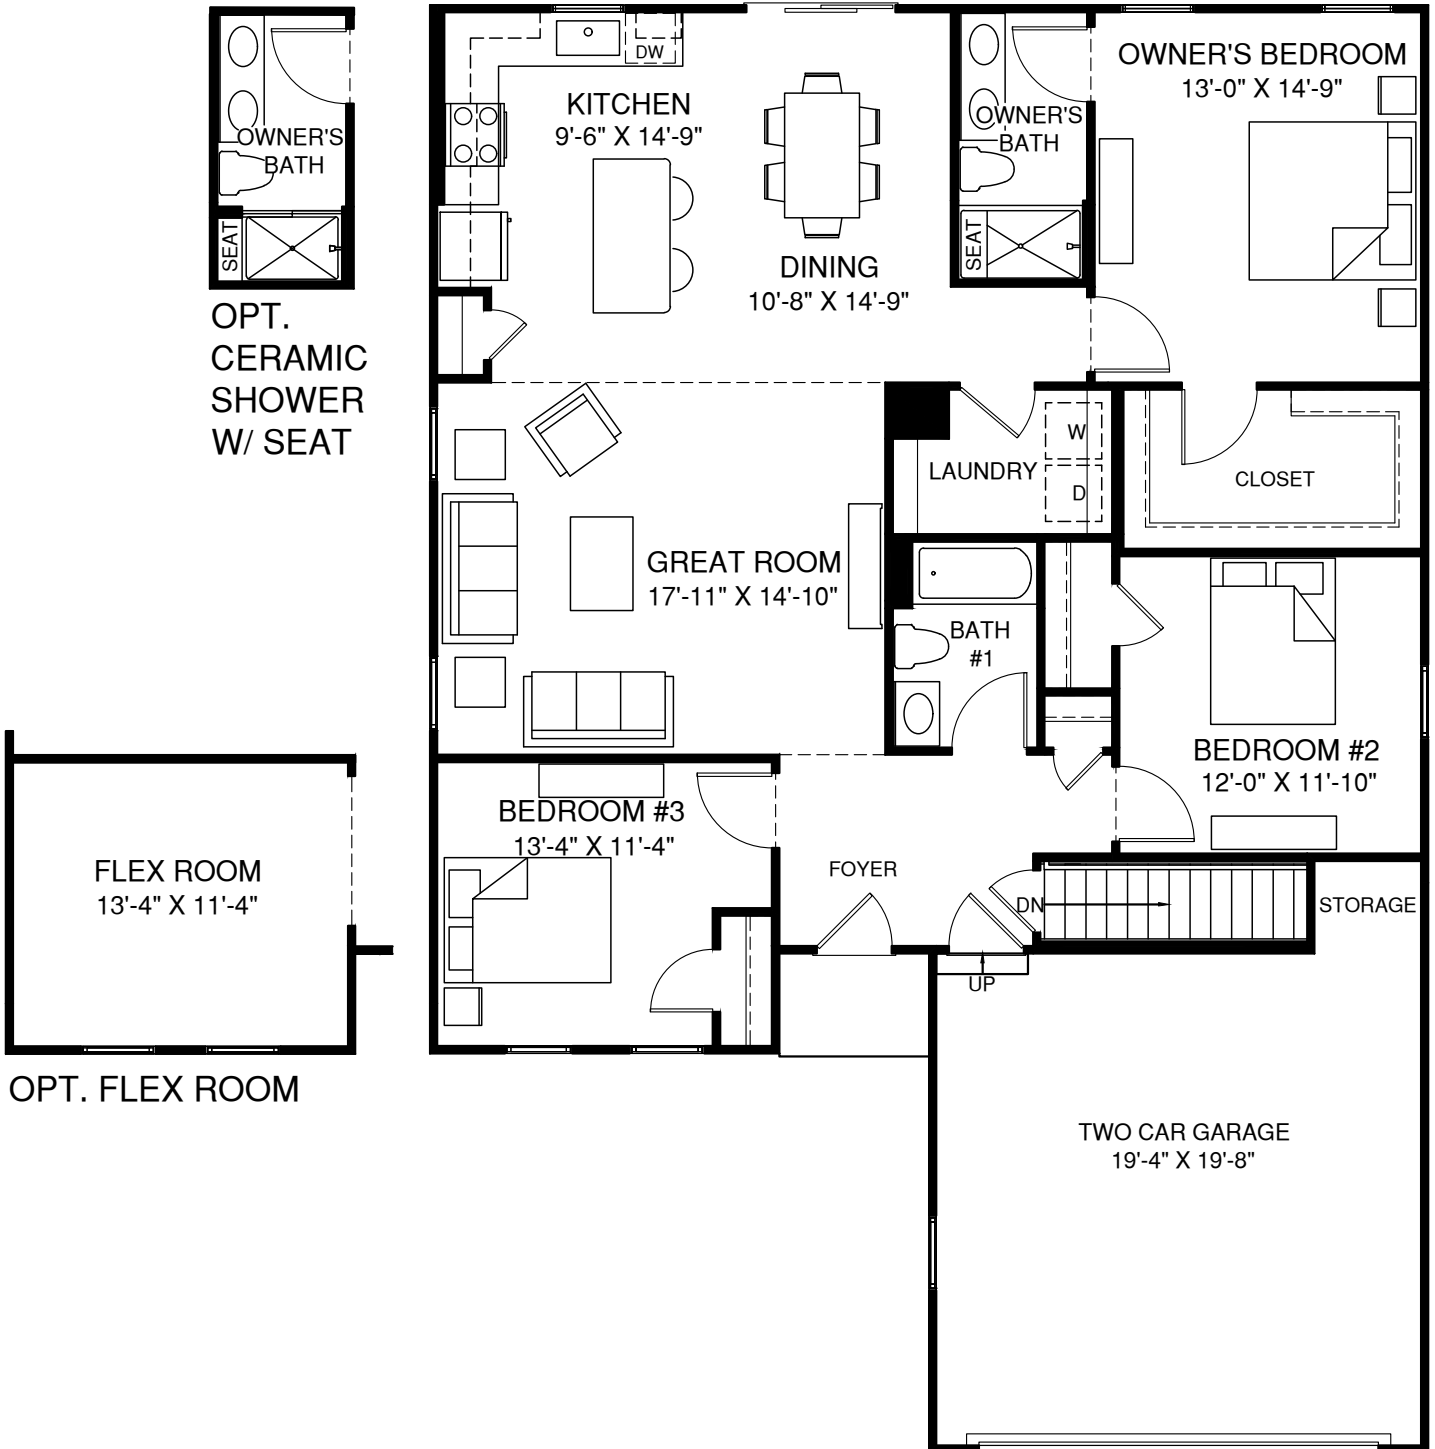 OWNER'S
BATH
SEAT
OPT.
CERAMIC
SHOWER
W/ SEAT
DW
KITCHEN
9'-6" X 14'-9"
DINING
10'-8" X 14'-9"
OWNER'S
BATH
SEAT
OWNER'S BEDROOM
13'-0" X 14'-9"
W
D
LAUNDRY
CLOSET
GREAT ROOM
17'-11" X 14'-10"
BATH
#1
BEDROOM #2
12'-0" X 11'-10"
BEDROOM #3
13'-4" X 11'-4"
FOYER
DN
STORAGE
UP
FLEX ROOM
13'-4" X 11'-4"
OPT. FLEX ROOM
TWO CAR GARAGE
19'-4" X 19'-8"